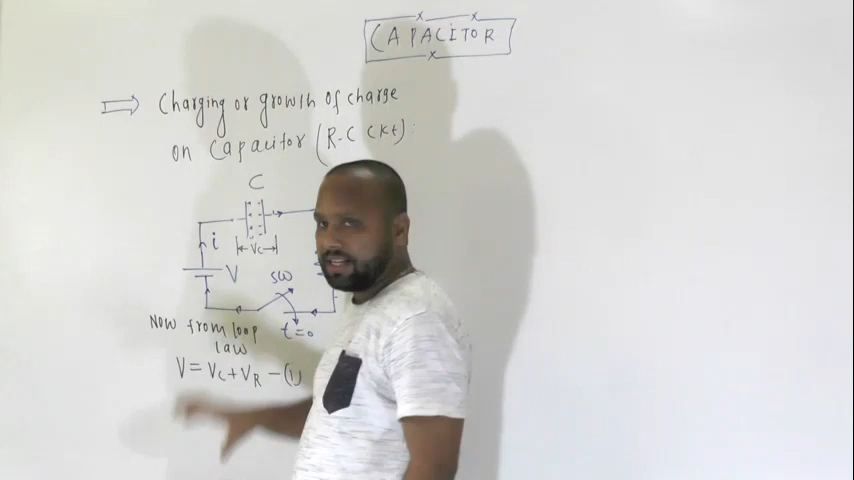 CAPACITOR
⇒ Charging or growth of charge
on Capacitor (R-C CKt):
C
i
Vc
V
SW
t=0
Now from loop
law
V = Vc + VR - (1)